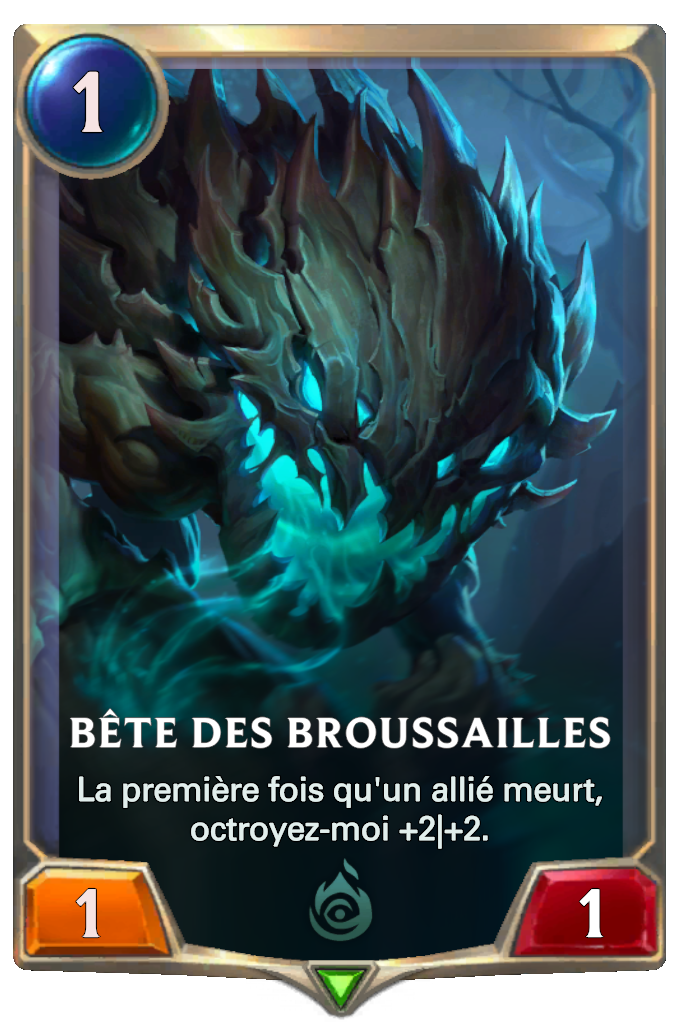 1
BÊTE DES BROUSSAILLES
La première fois qu'un allié meurt,
octroyez-moi +2|+2.
1
1